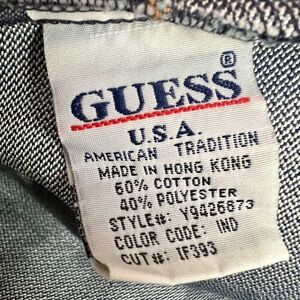 GUESS®
U.S.A.
AMERICAN TRADITION
MADE IN HONG KONG
60% COTTON
40% POLYESTER
STYLE#: Y9426873
COLOR CODE: IND
CUT#: IF393